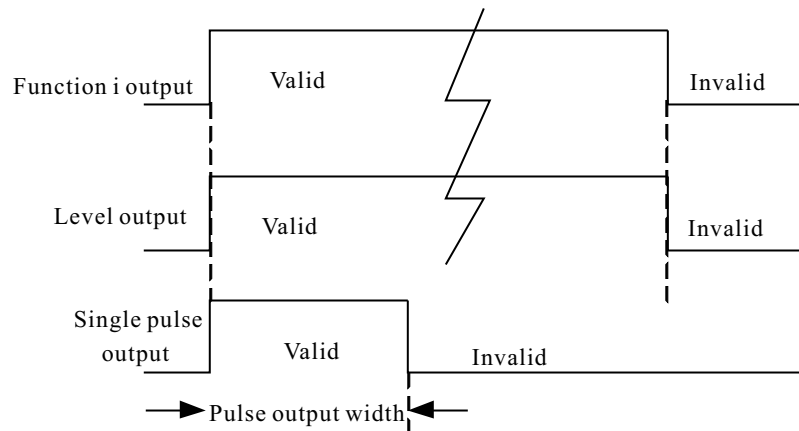 Function i output
Valid
Invalid
Level output
Valid
Invalid
Single pulse
output
Valid
Invalid
Pulse output width